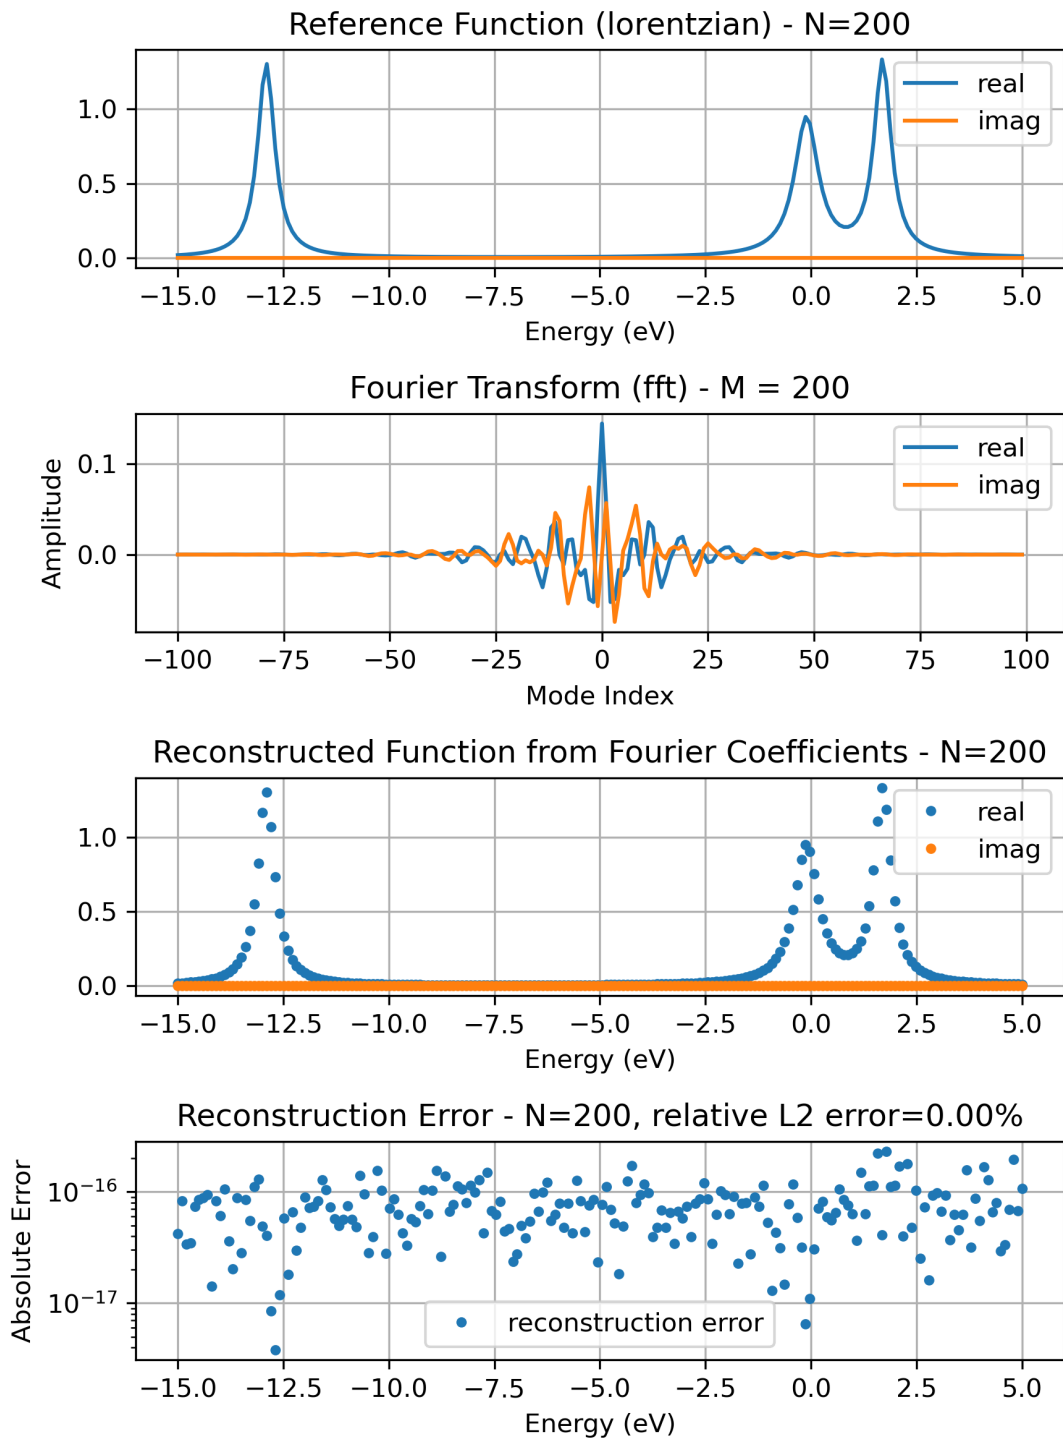 Reference Function (lorentzian) - N=200
real
imag
1.0
0.5
0.0
−15.0 −12.5 −10.0 −7.5 −5.0 −2.5 0.0 2.5 5.0
Energy (eV)
Fourier Transform (fft) - M = 200
real
imag
Amplitude
0.1
0.0
−100 −75 −50 −25 0 25 50 75 100
Mode Index
Reconstructed Function from Fourier Coefficients - N=200
real
imag
1.0
0.5
0.0
−15.0 −12.5 −10.0 −7.5 −5.0 −2.5 0.0 2.5 5.0
Energy (eV)
Reconstruction Error - N=200, relative L2 error=0.00%
Absolute Error
10⁻¹⁶
10⁻¹⁷
reconstruction error
−15.0 −12.5 −10.0 −7.5 −5.0 −2.5 0.0 2.5 5.0
Energy (eV)